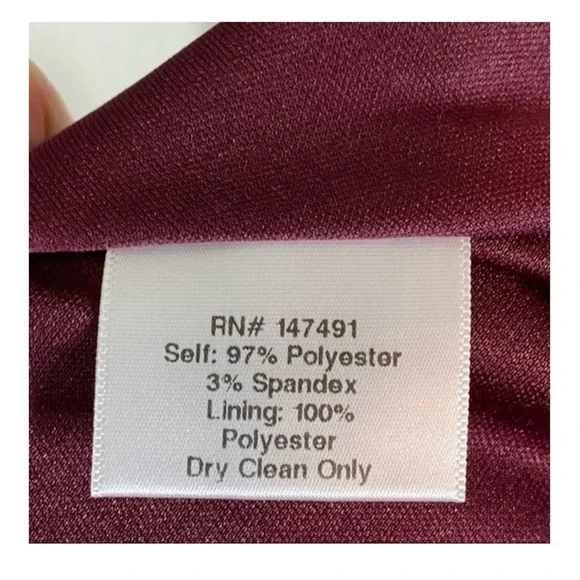 RN# 147491
Self: 97% Polyester
3% Spandex
Lining: 100%
Polyester
Dry Clean Only